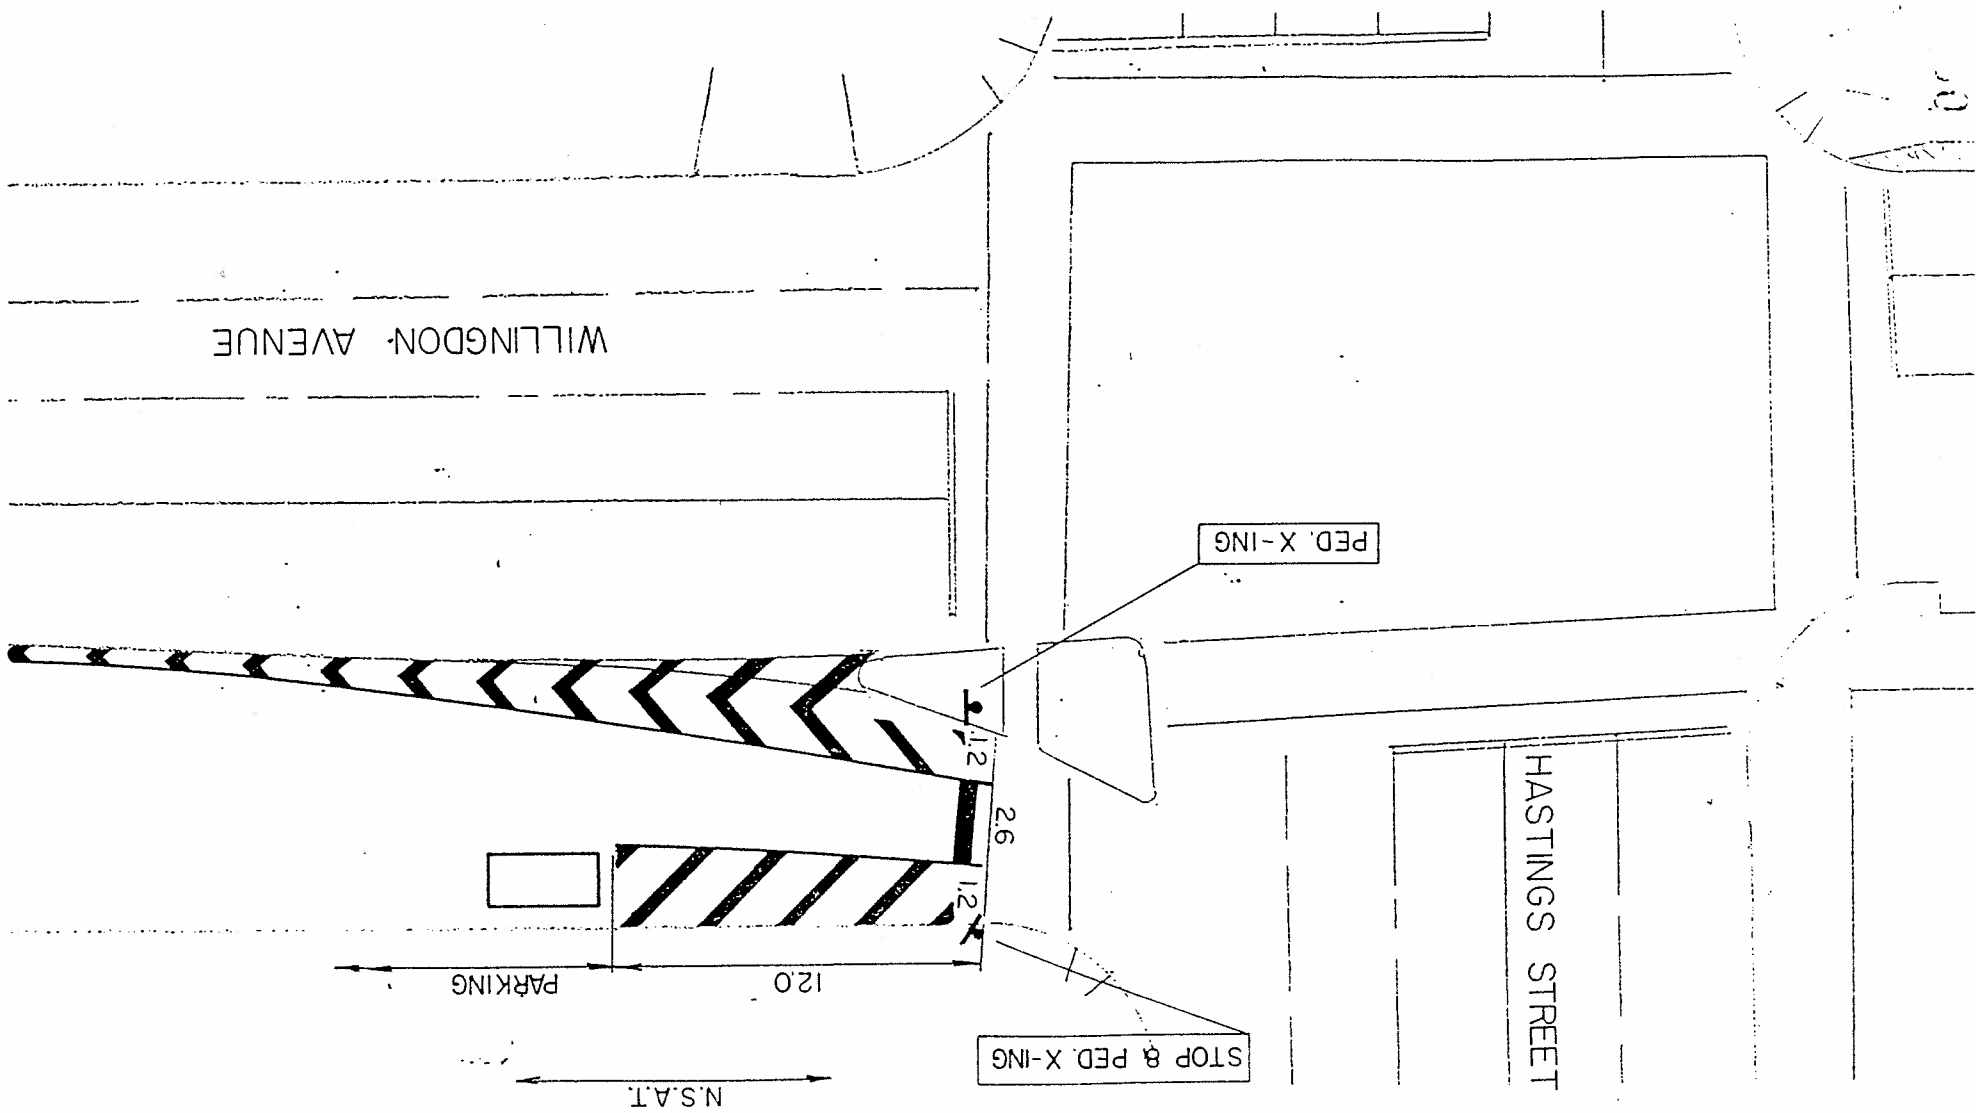 N.S.A.T.
STOP & PED. X-ING
12.0
PARKING
1.2
2.6
1.2
PED. X-ING
WILLINGDON AVENUE
HASTINGS STREET